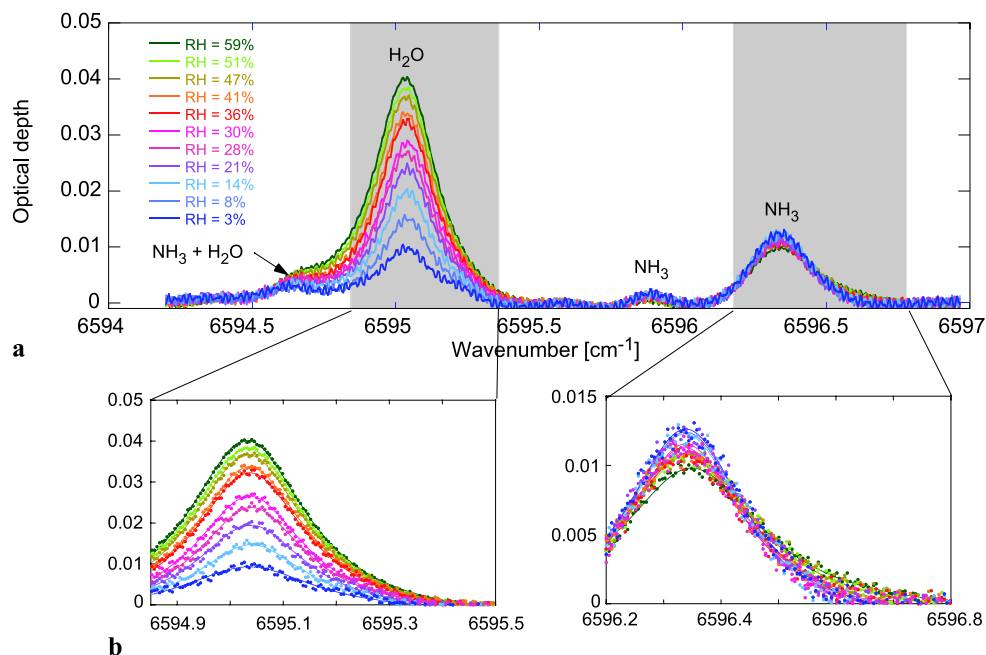 0.05
0.04
0.03
0.02
0.01
0
Optical depth
RH = 59%
RH = 51%
RH = 47%
RH = 41%
RH = 36%
RH = 30%
RH = 28%
RH = 21%
RH = 14%
RH = 8%
RH = 3%
H2O
NH3 + H2O
NH3
NH3
6594 6594.5 6595 6595.5 6596 6596.5 6597
Wavenumber [cm-1]
a
0.05
0.04
0.03
0.02
0.01
0
6594.9 6595.1 6595.3 6595.5
0.015
0.01
0.005
0
6596.2 6596.4 6596.6 6596.8
b